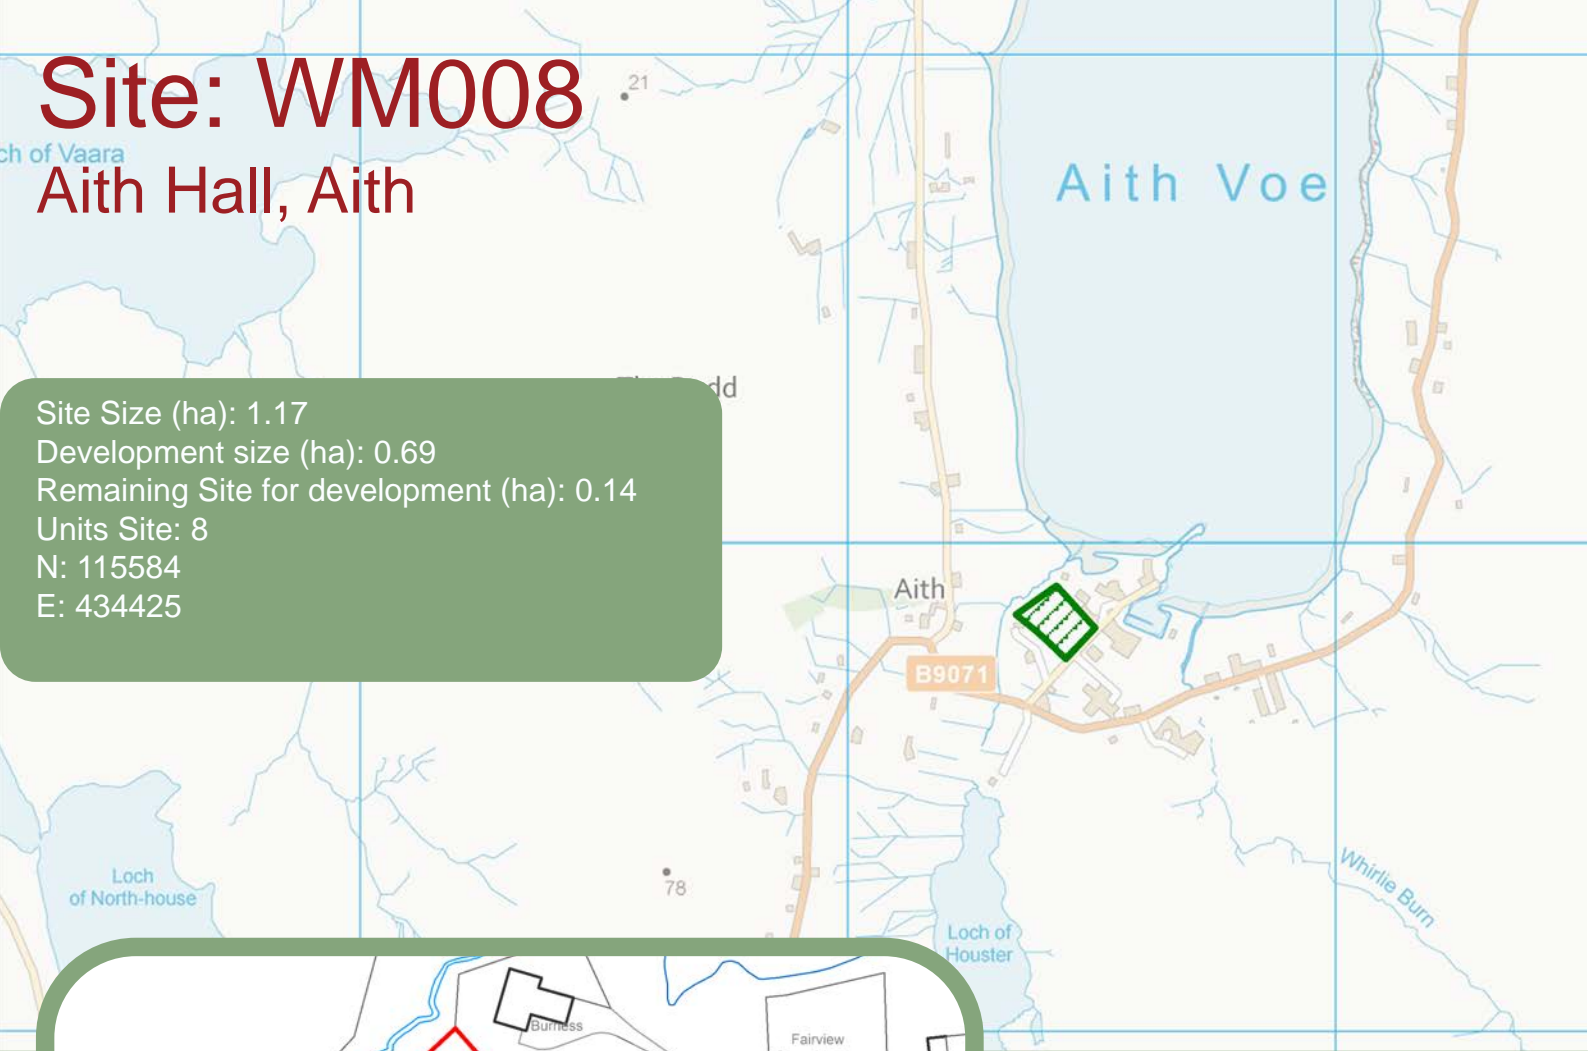 Site: WM008
21
ch of Vaara
Aith Hall, Aith
Aith Voe
dd
Site Size (ha): 1.17
Development size (ha): 0.69
Remaining Site for development (ha): 0.14
Units Site: 8
N: 115584
E: 434425
Aith
B9071
Loch
of North-house
78
Whirlie Burn
Loch of
Houster
Burness
Fairview